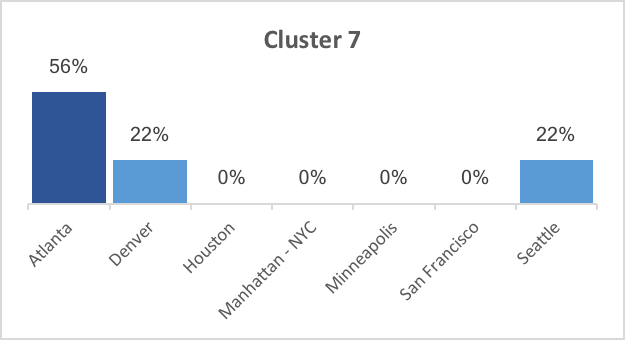 Cluster 7
56%
22%
0%
0%
0%
0%
22%
Atlanta
Denver
Houston
Manhattan - NYC
Minneapolis
San Francisco
Seattle